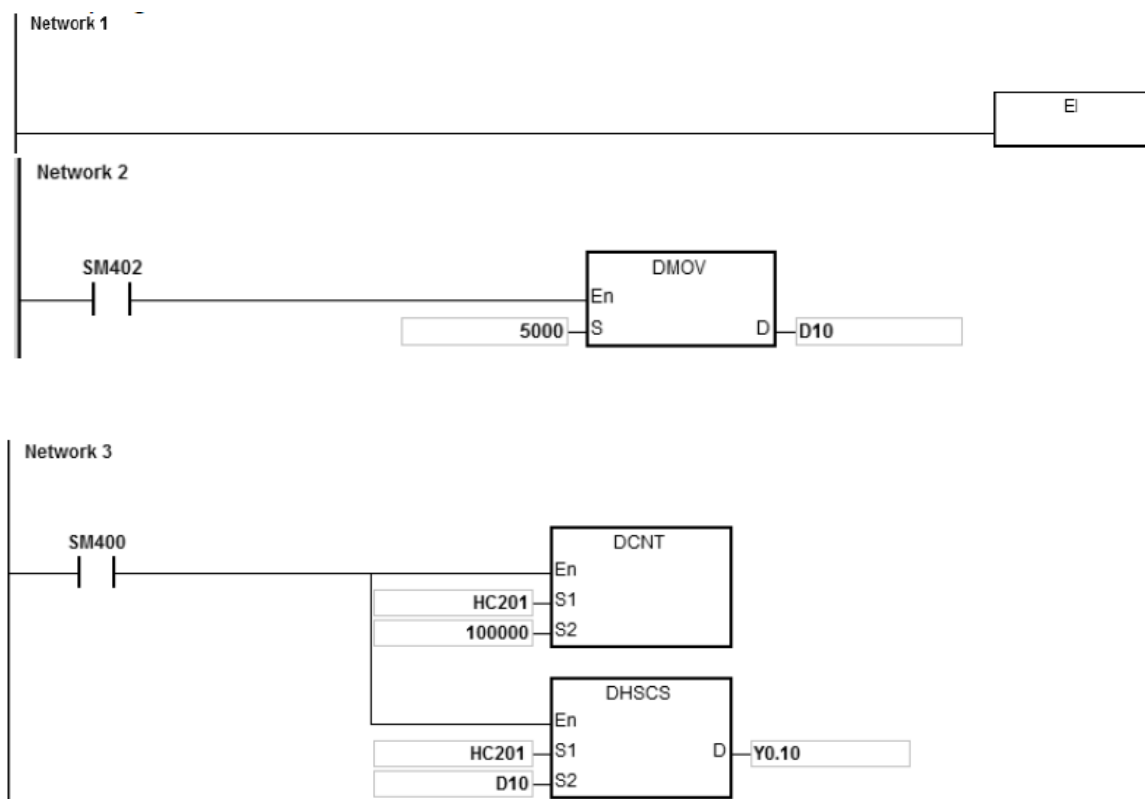 Network 1
EI
Network 2
SM402
DMOV
En
5000 S D D10
Network 3
SM400
DCNT
En
HC201 S1
100000 S2
DHSCS
En
HC201 S1 D Y0.10
D10 S2